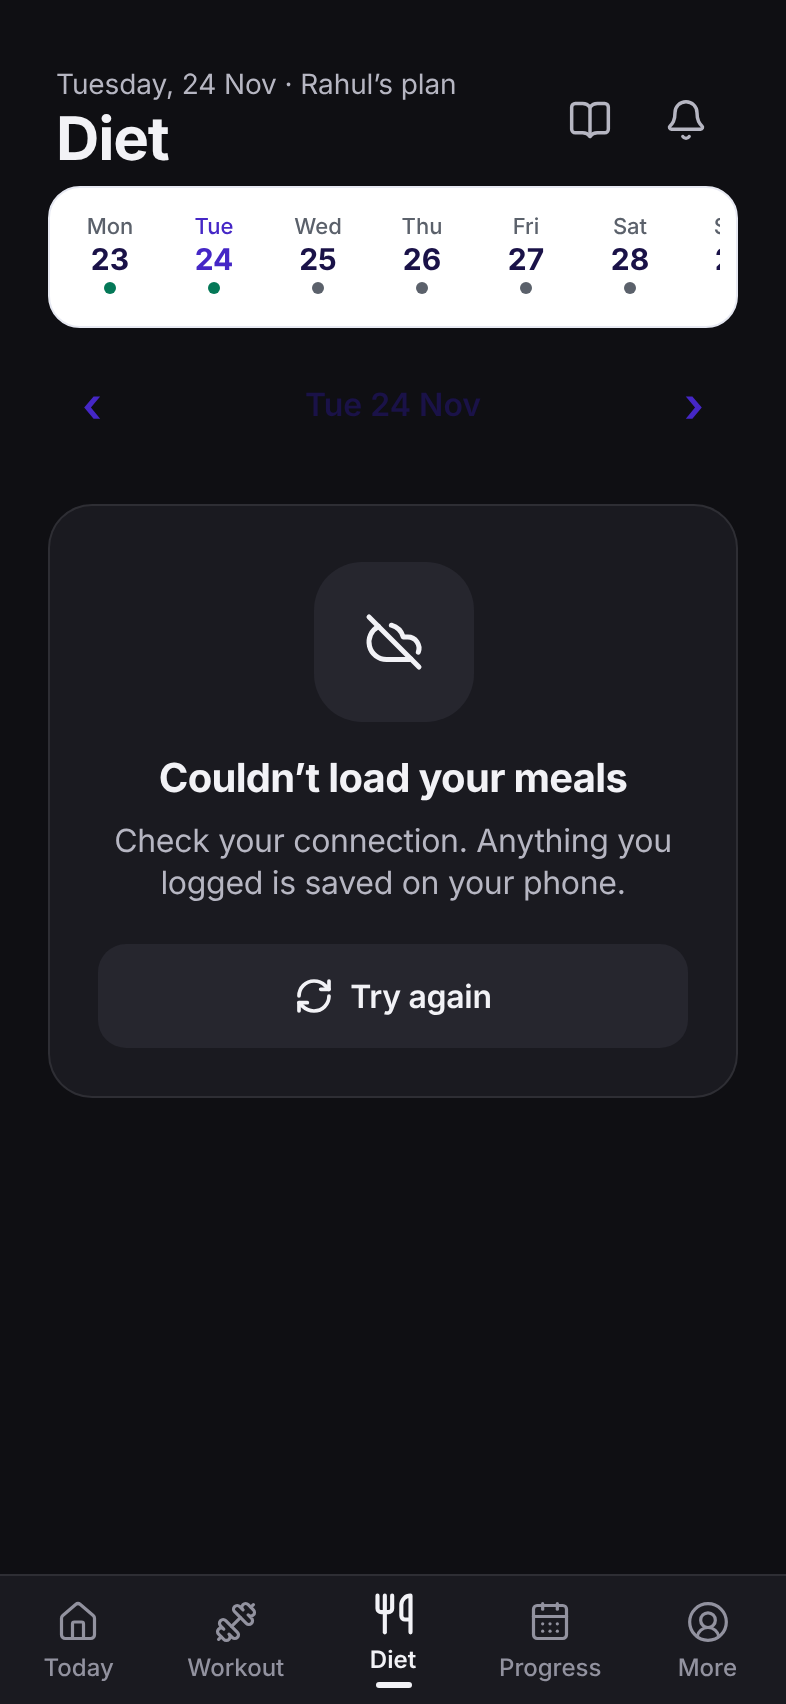 Tuesday, 24 Nov · Rahul’s plan
Diet
Mon Tue Wed Thu Fri Sat
23 24 25 26 27 28
‹ Tue 24 Nov ›
Couldn’t load your meals
Check your connection. Anything you
logged is saved on your phone.
Try again
Today Workout Diet Progress More